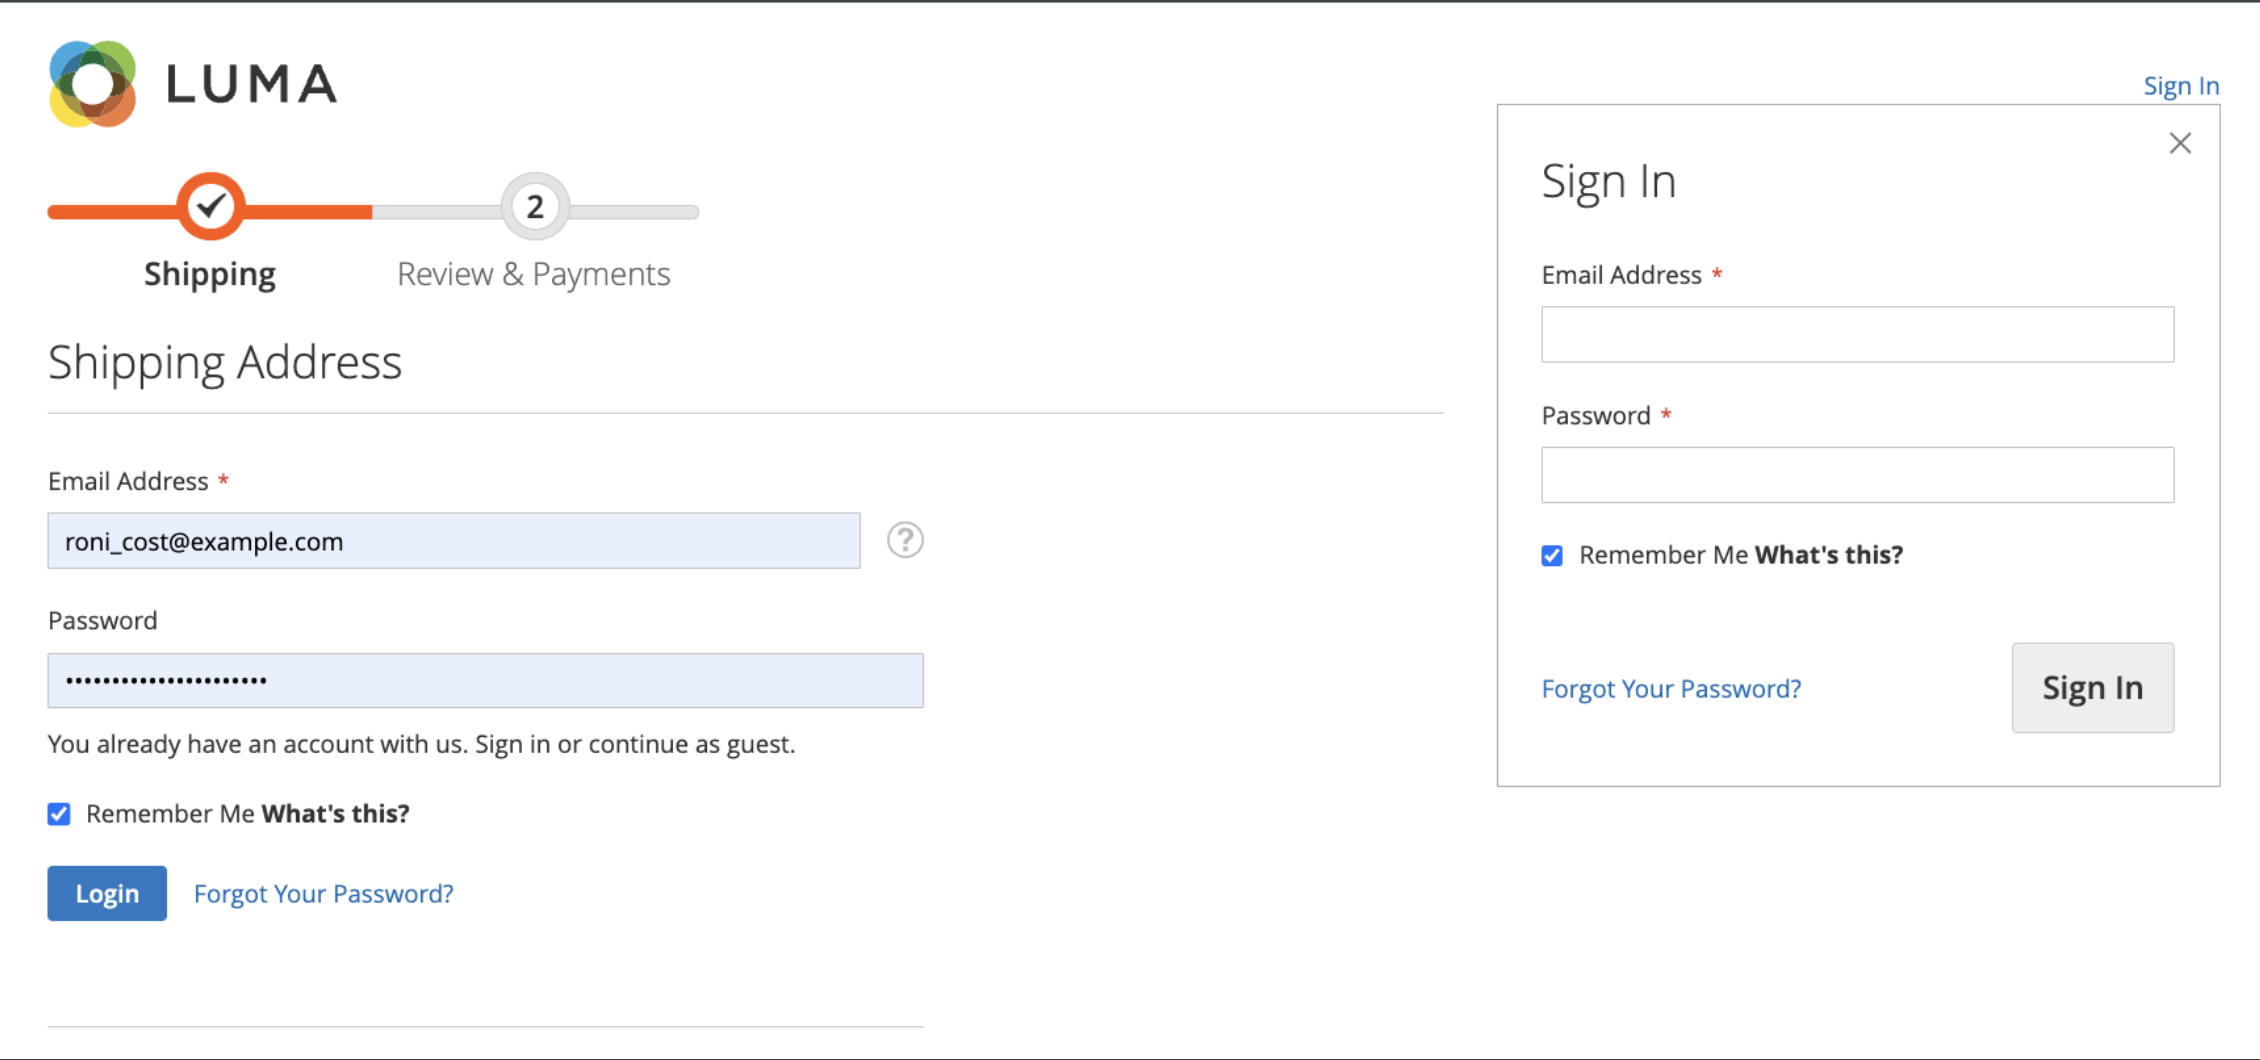 LUMA
Sign In
2
Shipping
Review & Payments
Shipping Address
Email Address *
roni_cost@example.com
?
Password
••••••••••••••••••••••
You already have an account with us. Sign in or continue as guest.
Remember Me What's this?
Login
Forgot Your Password?
Sign In
Email Address *
Password *
Remember Me What's this?
Forgot Your Password?
Sign In